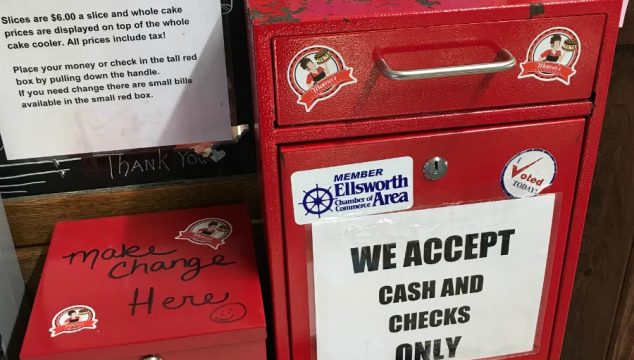 Slices are $6.00 a slice and whole cake
prices are displayed on top of the whole
cake cooler. All prices include tax!
Place your money or check in the tall red
box by pulling down the handle.
If you need change there are small bills
available in the small red box.
THANK YOU
Make
Change
Here
MEMBER
Ellsworth
Chamber of
Commerce Area
I Voted
TODAY!
WE ACCEPT
CASH AND
CHECKS
ONLY